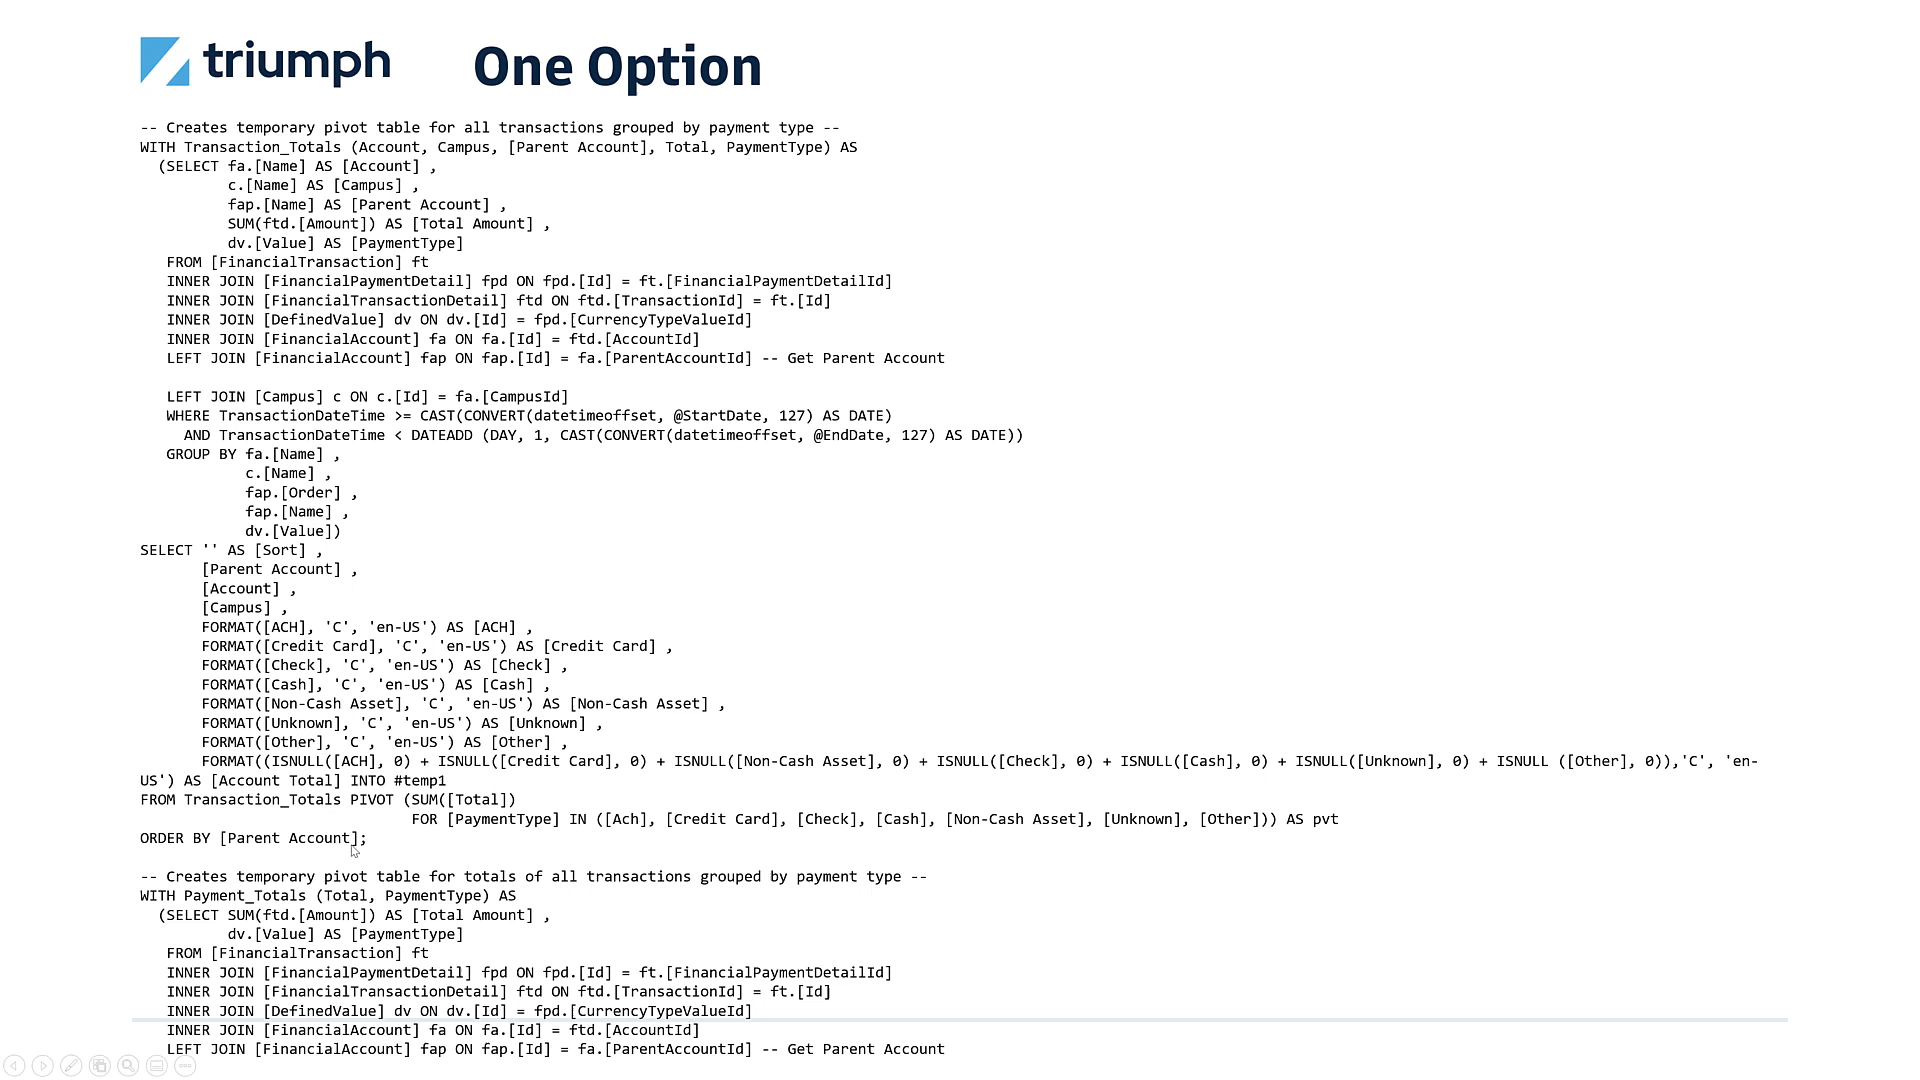 triumph
One Option
-- Creates temporary pivot table for all transactions grouped by payment type --
WITH Transaction_Totals (Account, Campus, [Parent Account], Total, PaymentType) AS
  (SELECT fa.[Name] AS [Account] ,
          c.[Name] AS [Campus] ,
          fap.[Name] AS [Parent Account] ,
          SUM(ftd.[Amount]) AS [Total Amount] ,
          dv.[Value] AS [PaymentType]
   FROM [FinancialTransaction] ft
   INNER JOIN [FinancialPaymentDetail] fpd ON fpd.[Id] = ft.[FinancialPaymentDetailId]
   INNER JOIN [FinancialTransactionDetail] ftd ON ftd.[TransactionId] = ft.[Id]
   INNER JOIN [DefinedValue] dv ON dv.[Id] = fpd.[CurrencyTypeValueId]
   INNER JOIN [FinancialAccount] fa ON fa.[Id] = ftd.[AccountId]
   LEFT JOIN [FinancialAccount] fap ON fap.[Id] = fa.[ParentAccountId] -- Get Parent Account
   LEFT JOIN [Campus] c ON c.[Id] = fa.[CampusId]
   WHERE TransactionDateTime >= CAST(CONVERT(datetimeoffset, @StartDate, 127) AS DATE)
     AND TransactionDateTime < DATEADD (DAY, 1, CAST(CONVERT(datetimeoffset, @EndDate, 127) AS DATE))
   GROUP BY fa.[Name] ,
            c.[Name] ,
            fap.[Order] ,
            fap.[Name] ,
            dv.[Value])
SELECT '' AS [Sort] ,
       [Parent Account] ,
       [Account] ,
       [Campus] ,
       FORMAT([ACH], 'C', 'en-US') AS [ACH] ,
       FORMAT([Credit Card], 'C', 'en-US') AS [Credit Card] ,
       FORMAT([Check], 'C', 'en-US') AS [Check] ,
       FORMAT([Cash], 'C', 'en-US') AS [Cash] ,
       FORMAT([Non-Cash Asset], 'C', 'en-US') AS [Non-Cash Asset] ,
       FORMAT([Unknown], 'C', 'en-US') AS [Unknown] ,
       FORMAT([Other], 'C', 'en-US') AS [Other] ,
       FORMAT((ISNULL([ACH], 0) + ISNULL([Credit Card], 0) + ISNULL([Non-Cash Asset], 0) + ISNULL([Check], 0) + ISNULL([Cash], 0) + ISNULL([Unknown], 0) + ISNULL ([Other], 0)),'C', 'en-
US') AS [Account Total] INTO #temp1
FROM Transaction_Totals PIVOT (SUM([Total])
                               FOR [PaymentType] IN ([Ach], [Credit Card], [Check], [Cash], [Non-Cash Asset], [Unknown], [Other])) AS pvt
ORDER BY [Parent Account];
-- Creates temporary pivot table for totals of all transactions grouped by payment type --
WITH Payment_Totals (Total, PaymentType) AS
  (SELECT SUM(ftd.[Amount]) AS [Total Amount] ,
          dv.[Value] AS [PaymentType]
   FROM [FinancialTransaction] ft
   INNER JOIN [FinancialPaymentDetail] fpd ON fpd.[Id] = ft.[FinancialPaymentDetailId]
   INNER JOIN [FinancialTransactionDetail] ftd ON ftd.[TransactionId] = ft.[Id]
   INNER JOIN [DefinedValue] dv ON dv.[Id] = fpd.[CurrencyTypeValueId]
   INNER JOIN [FinancialAccount] fa ON fa.[Id] = ftd.[AccountId]
   LEFT JOIN [FinancialAccount] fap ON fap.[Id] = fa.[ParentAccountId] -- Get Parent Account